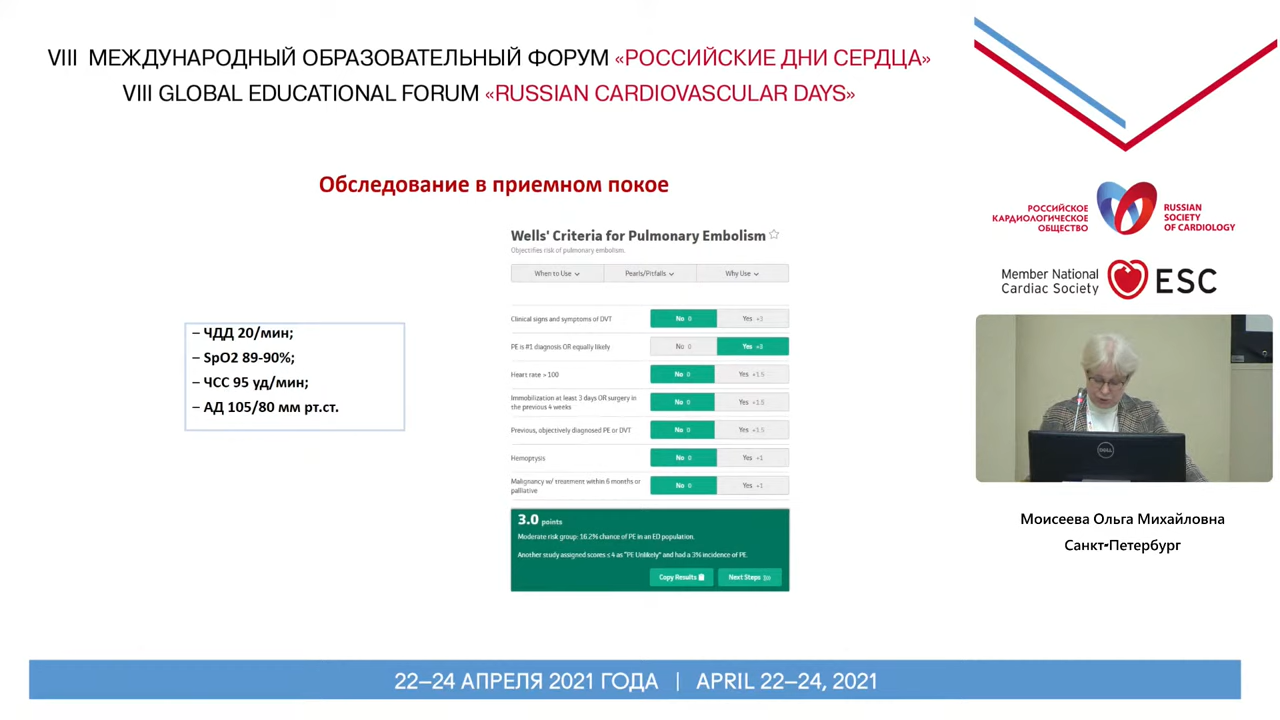 VIII МЕЖДУНАРОДНЫЙ ОБРАЗОВАТЕЛЬНЫЙ ФОРУМ «РОССИЙСКИЕ ДНИ СЕРДЦА»
VIII GLOBAL EDUCATIONAL FORUM «RUSSIAN CARDIOVASCULAR DAYS»
Обследование в приемном покое
– ЧДД 20/мин;
– SpO2 89-90%;
– ЧСС 95 уд/мин;
– АД 105/80 мм рт.ст.
Wells' Criteria for Pulmonary Embolism
Objectifies risk of pulmonary embolism.
When to Use Pearls/Pitfalls Why Use
Clinical signs and symptoms of DVT No 0 Yes +3
PE is #1 diagnosis OR equally likely No 0 Yes +3
Heart rate > 100 No 0 Yes +1.5
Immobilization at least 3 days OR surgery in
the previous 4 weeks No 0 Yes +1.5
Previous, objectively diagnosed PE or DVT No 0 Yes +1.5
Hemoptysis No 0 Yes +1
Malignancy w/ treatment within 6 months or
palliative No 0 Yes +1
3.0 points
Moderate risk group: 16.2% chance of PE in an ED population.
Another study assigned scores ≤ 4 as "PE Unlikely" and had a 3% incidence of PE.
Copy Results Next Steps
РОССИЙСКОЕ
КАРДИОЛОГИЧЕСКОЕ
ОБЩЕСТВО
RUSSIAN
SOCIETY
OF CARDIOLOGY
Member National
Cardiac Society
ESC
DELL
Моисеева Ольга Михайловна
Санкт-Петербург
22–24 АПРЕЛЯ 2021 ГОДА | APRIL 22–24, 2021